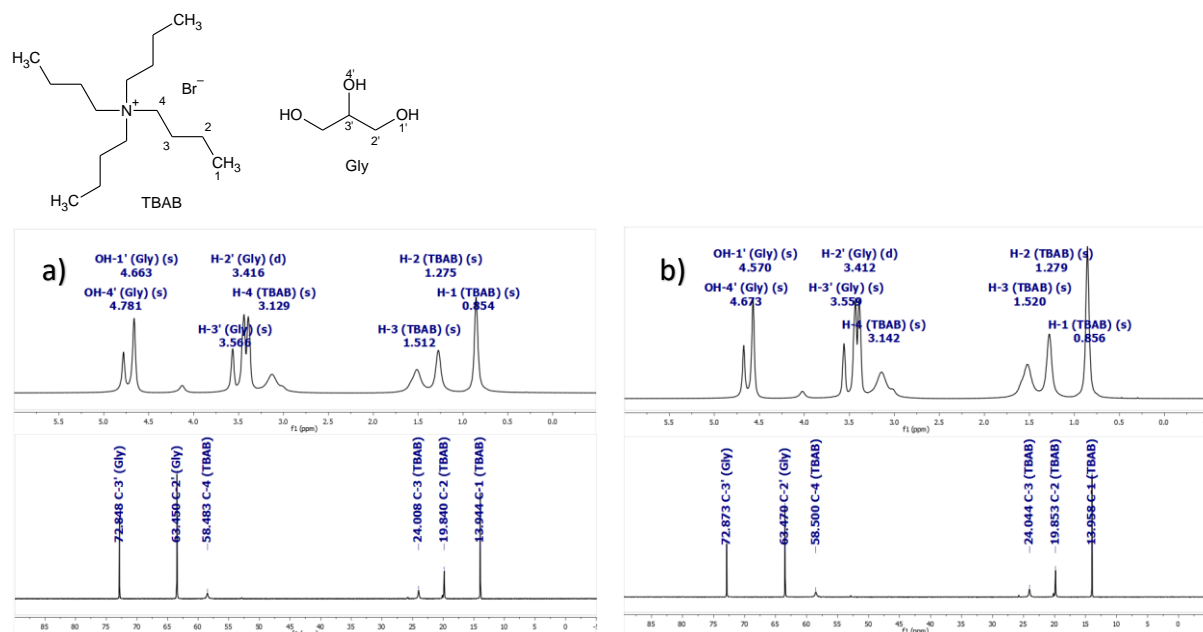 CH₃
H₃C
Br⁻
N⁺
4
2
3
CH₃
1
H₃C
TBAB
4'
OH
HO
3'
OH
2'
1'
Gly
a)
OH-1' (Gly) (s)
4.663
H-2' (Gly) (d)
3.416
H-2 (TBAB) (s)
1.275
OH-4' (Gly) (s)
4.781
H-4 (TBAB) (s)
3.129
H-1 (TBAB) (s)
0.854
H-3' (Gly) (s)
3.566
H-3 (TBAB) (s)
1.512
5.5 5.0 4.5 4.0 3.5 3.0 2.5 2.0 1.5 1.0 0.5 0.0
f1 (ppm)
72.848 C-3' (Gly)
63.450 C-2' (Gly)
58.483 C-4 (TBAB)
24.008 C-3 (TBAB)
19.840 C-2 (TBAB)
13.944 C-1 (TBAB)
85 80 75 70 65 60 55 50 45 40 35 30 25 20 15 10 5 0
b)
OH-1' (Gly) (s)
4.570
H-2' (Gly) (d)
3.412
H-2 (TBAB) (s)
1.279
OH-4' (Gly) (s)
4.673
H-3' (Gly) (s)
3.559
H-3 (TBAB) (s)
1.520
H-4 (TBAB) (s)
3.142
H-1 (TBAB) (s)
0.856
5.5 5.0 4.5 4.0 3.5 3.0 2.5 2.0 1.5 1.0 0.5 0.0
f1 (ppm)
72.873 C-3' (Gly)
63.470 C-2' (Gly)
58.500 C-4 (TBAB)
24.044 C-3 (TBAB)
19.853 C-2 (TBAB)
13.958 C-1 (TBAB)
85 80 75 70 65 60 55 50 45 40 35 30 25 20 15 10 5 0
f1 (ppm)